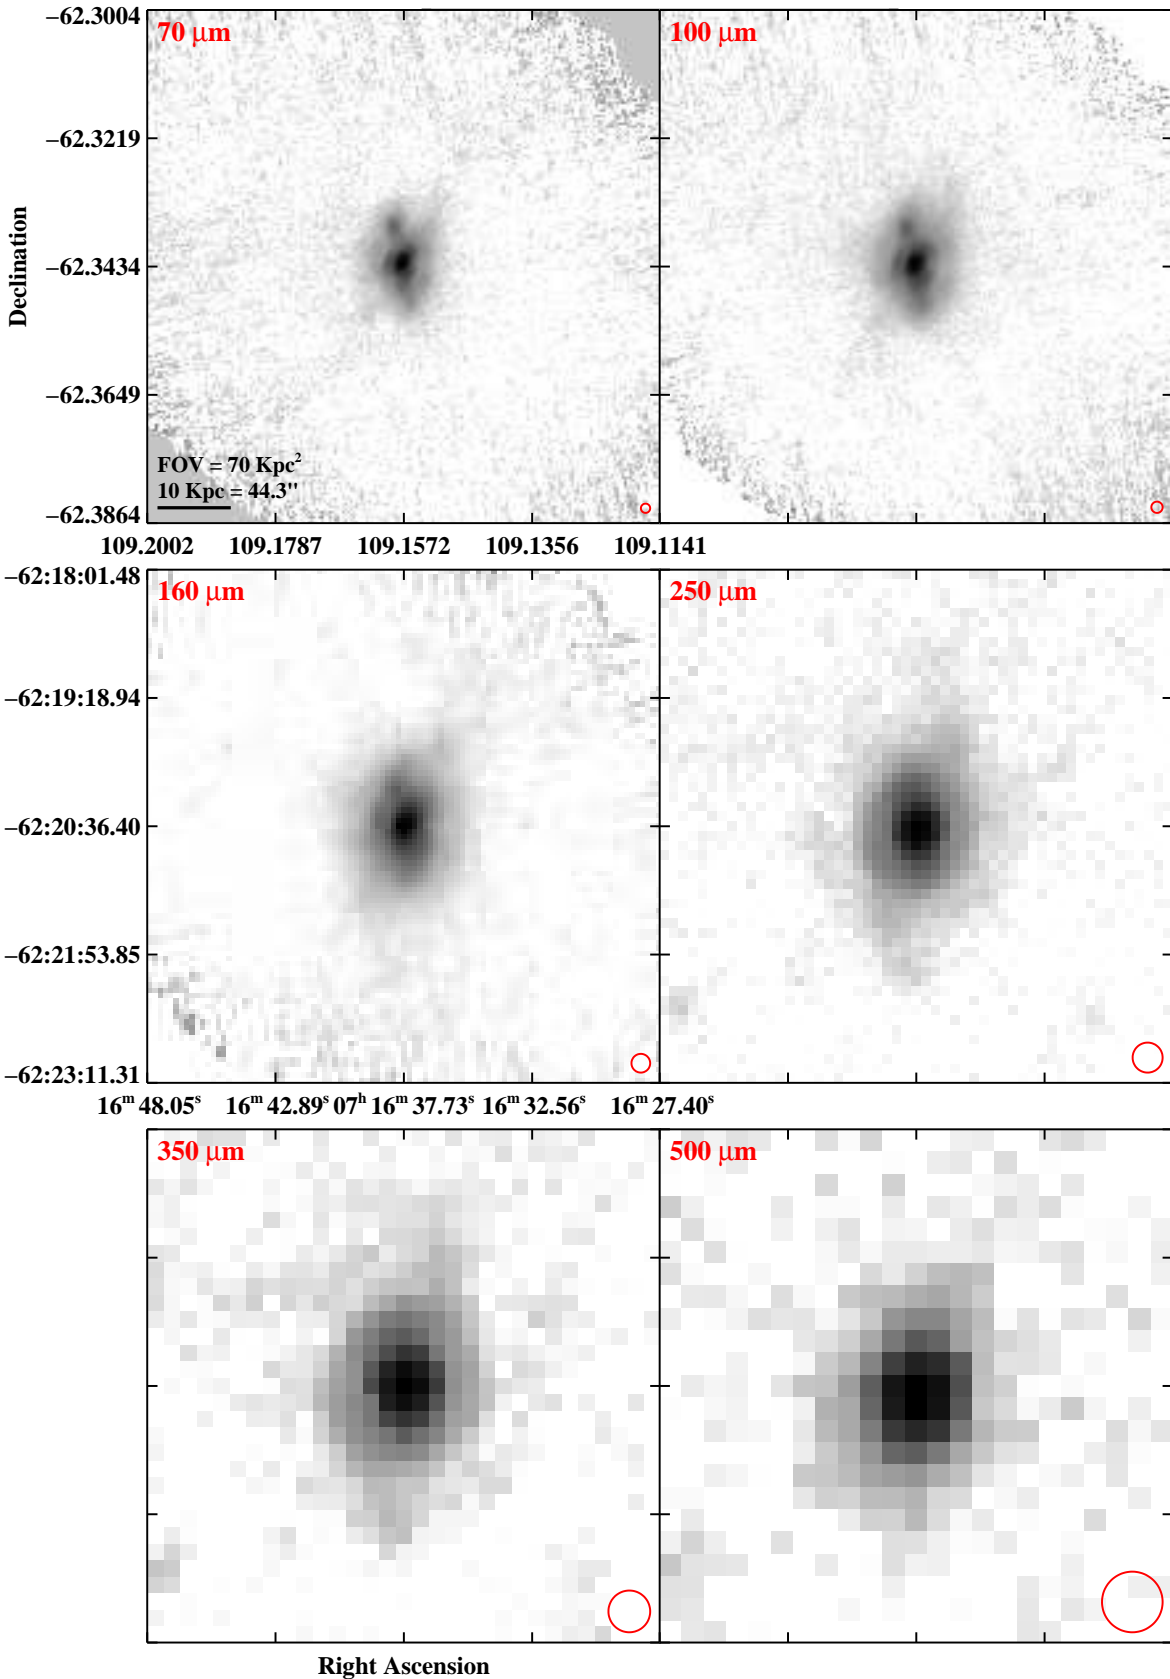 70 μm
100 μm
−62.3004
−62.3219
−62.3434
−62.3649
−62.3864
Declination
FOV = 70 Kpc²
10 Kpc = 44.3"
109.2002 109.1787 109.1572 109.1356 109.1141
160 μm
250 μm
−62:18:01.48
−62:19:18.94
−62:20:36.40
−62:21:53.85
−62:23:11.31
16ᵐ 48.05ˢ 16ᵐ 42.89ˢ 07ʰ 16ᵐ 37.73ˢ 16ᵐ 32.56ˢ 16ᵐ 27.40ˢ
350 μm
500 μm
Right Ascension